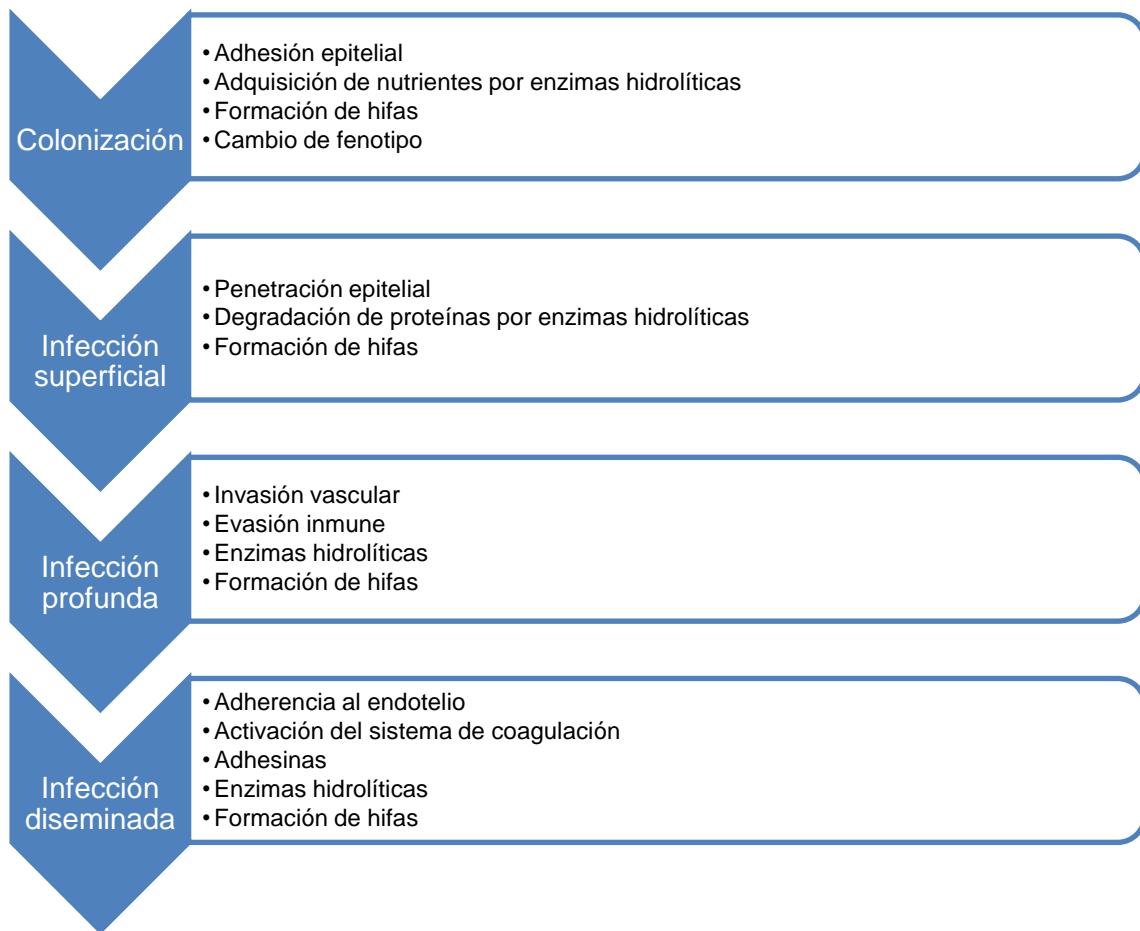 Colonización
• Adhesión epitelial
• Adquisición de nutrientes por enzimas hidrolíticas
• Formación de hifas
• Cambio de fenotipo
Infección
superficial
• Penetración epitelial
• Degradación de proteínas por enzimas hidrolíticas
• Formación de hifas
Infección
profunda
• Invasión vascular
• Evasión inmune
• Enzimas hidrolíticas
• Formación de hifas
Infección
diseminada
• Adherencia al endotelio
• Activación del sistema de coagulación
• Adhesinas
• Enzimas hidrolíticas
• Formación de hifas